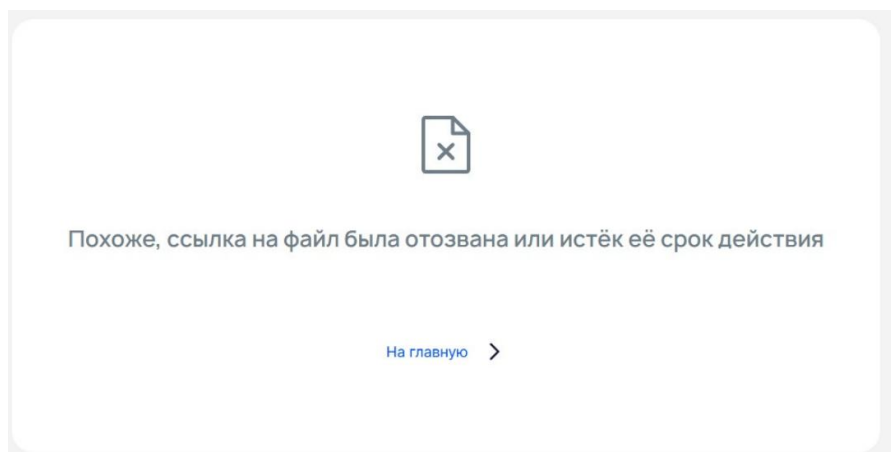 Похоже, ссылка на файл была отозвана или истёк её срок действия
На главную